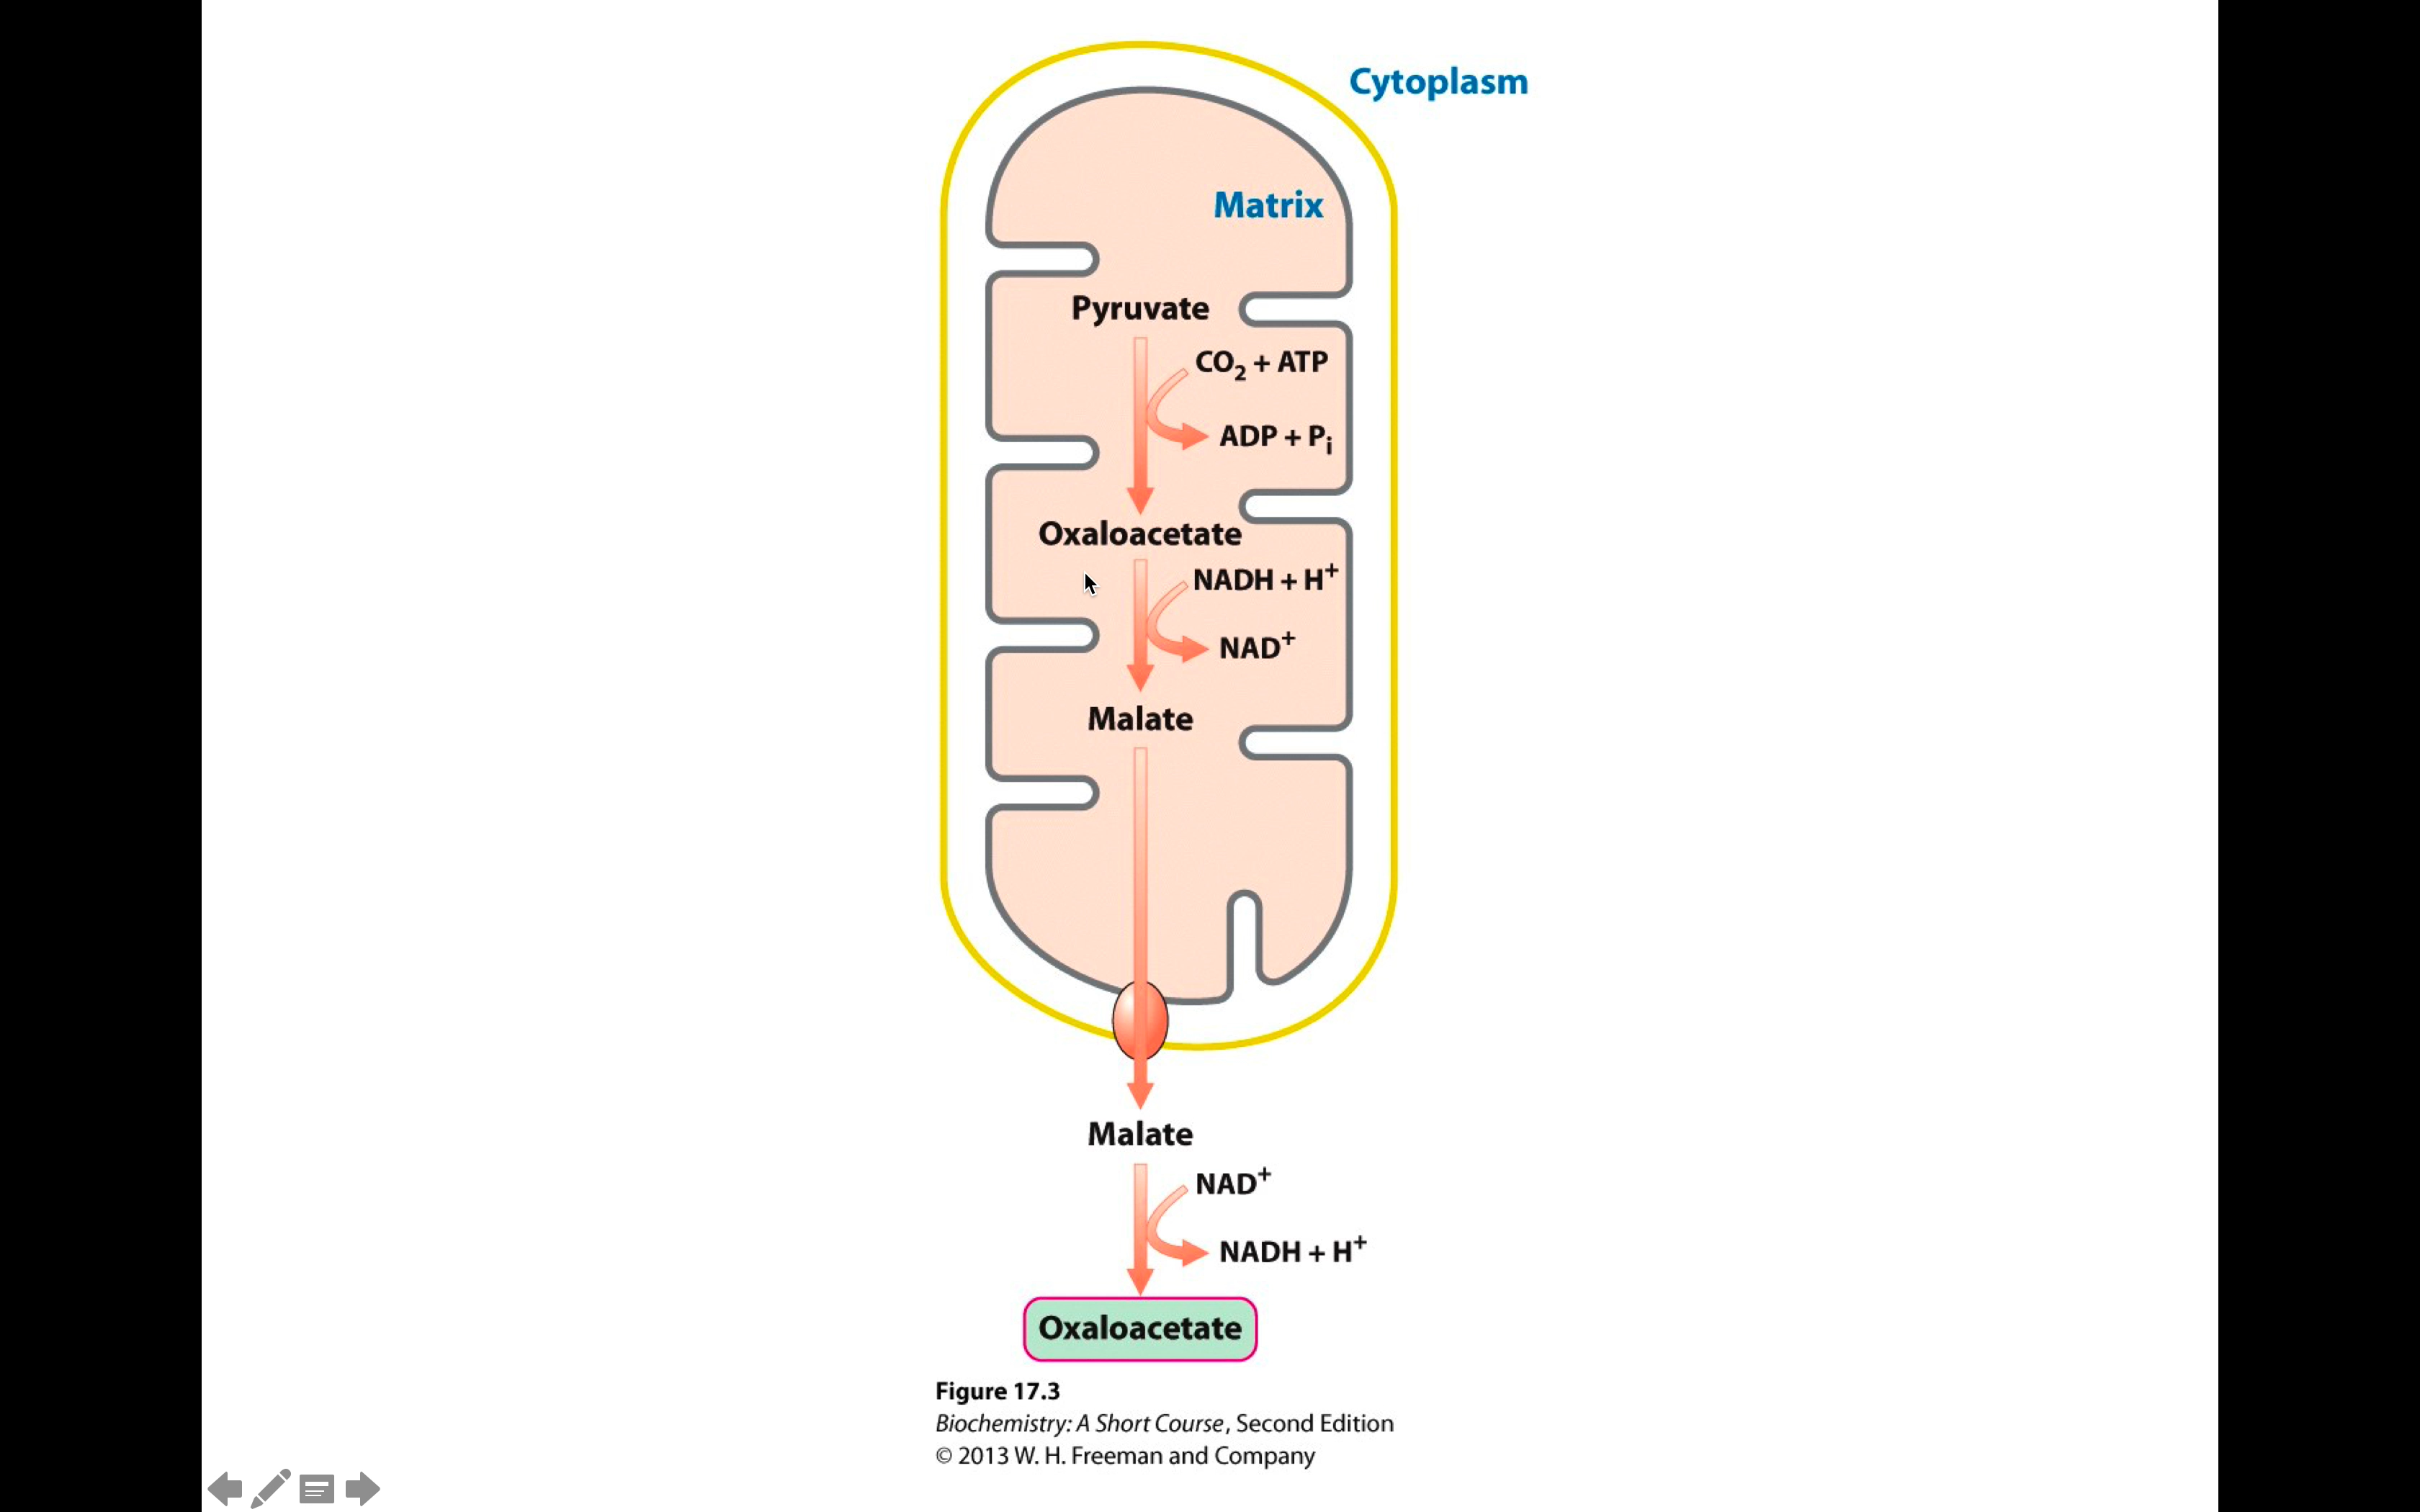 Cytoplasm
Matrix
Pyruvate
CO₂ + ATP
ADP + Pᵢ
Oxaloacetate
NADH + H⁺
NAD⁺
Malate
Malate
NAD⁺
NADH + H⁺
Oxaloacetate
Figure 17.3
Biochemistry: A Short Course, Second Edition
© 2013 W. H. Freeman and Company